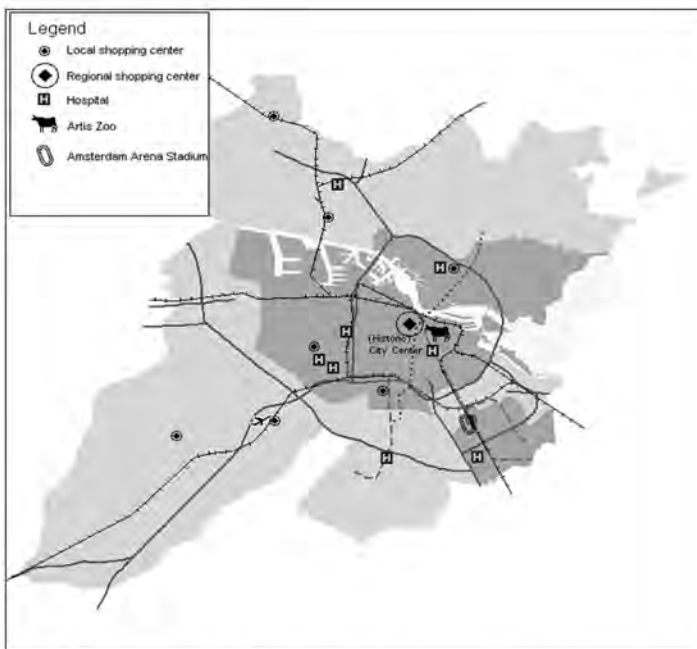 Legend
Local shopping center
Regional shopping center
H Hospital
Artis Zoo
Amsterdam Arena Stadium
H
H
H
(Historic)
City Center
H
H
H
H
H